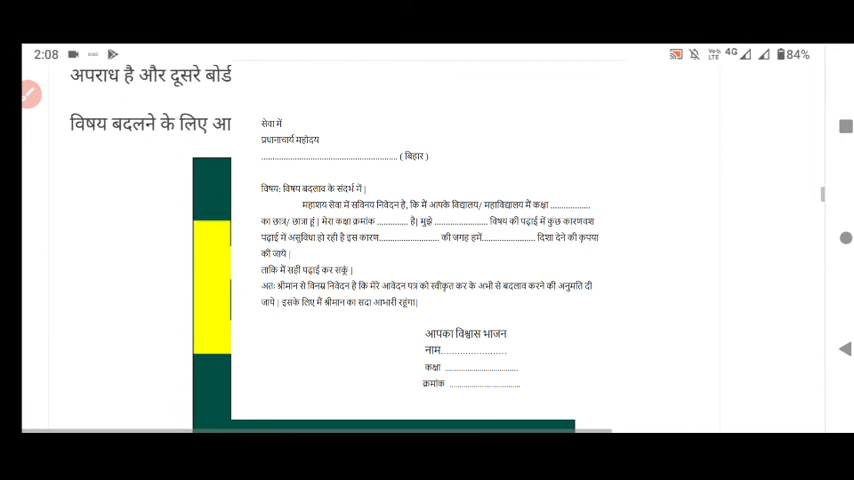 2:08
VoLTE 4G 84%
अपराध है और दूसरे बोर्ड
विषय बदलने के लिए आ
सेवा में
प्रधानाचार्य महोदय
................................................................ ( बिहार )
विषय: विषय बदलाव के संदर्भ में |
महाशय सेवा में सविनय निवेदन है, कि मैं आपके विद्यालय/ महाविद्यालय में कक्षा ...................
का छात्र/ छात्रा हूं | मेरा कक्षा क्रमांक ............... है| मुझे ......................... विषय की पढ़ाई में कुछ कारणवश
पढ़ाई में असुविधा हो रही है इस कारण............................ की जगह हमें......................... दिशा देने की कृपया
की जाये |
ताकि मैं सही पढ़ाई कर सकूं |
अतः श्रीमान से विनम्र निवेदन है कि मेरे आवेदन पत्र को स्वीकृत कर के अभी से बदलाव करने की अनुमति दी
जाये | इसके लिए मैं श्रीमान का सदा आभारी रहूंगा|
आपका विश्वास भाजन
नाम.......................
कक्षा ..................................
क्रमांक .................................